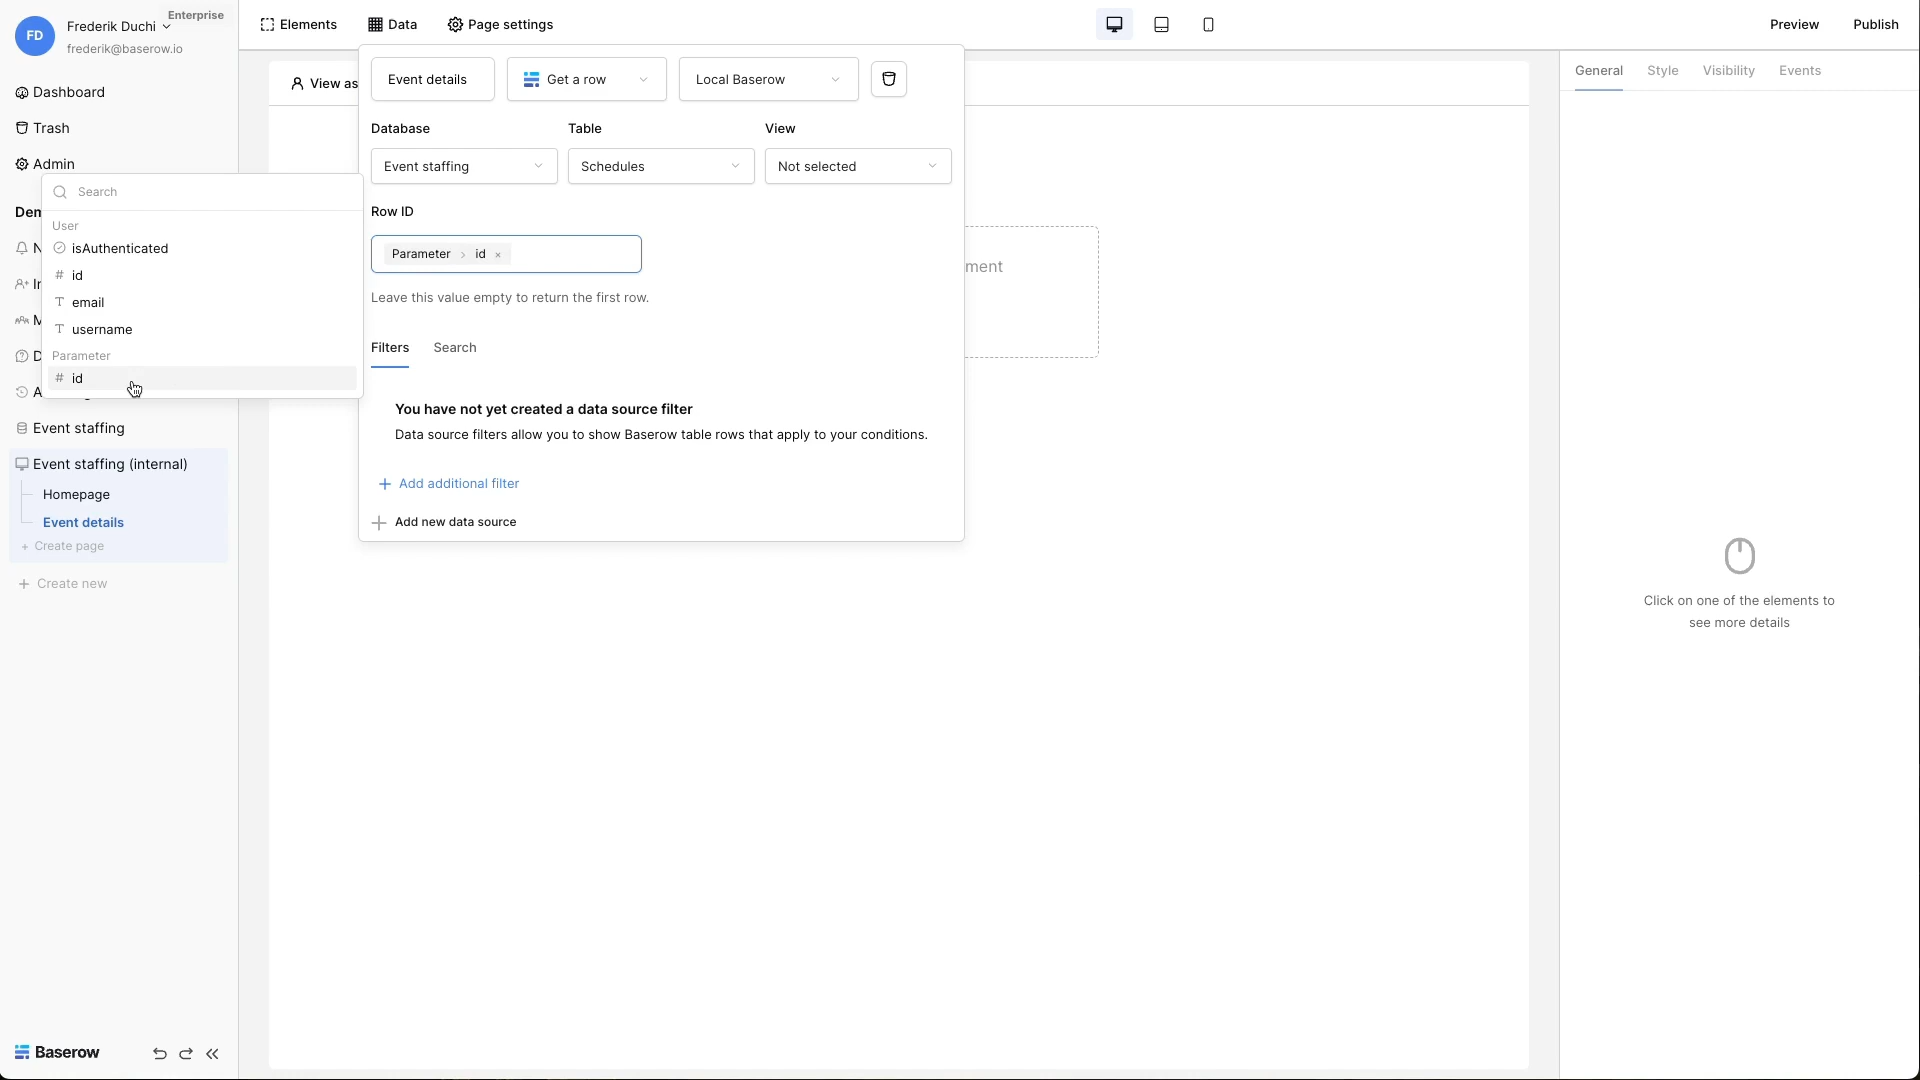 Enterprise
FD
Frederik Duchi
frederik@baserow.io
Dashboard
Trash
Admin
Search
User
isAuthenticated
id
email
username
Parameter
id
Event staffing
Event staffing (internal)
Homepage
Event details
+ Create page
+ Create new
Baserow
Elements
Data
Page settings
Preview
Publish
View as
Event details
Get a row
Local Baserow
Database
Table
View
Event staffing
Schedules
Not selected
Row ID
Parameter > id ×
Leave this value empty to return the first row.
Filters
Search
You have not yet created a data source filter
Data source filters allow you to show Baserow table rows that apply to your conditions.
+ Add additional filter
+ Add new data source
ment
General
Style
Visibility
Events
Click on one of the elements to
see more details